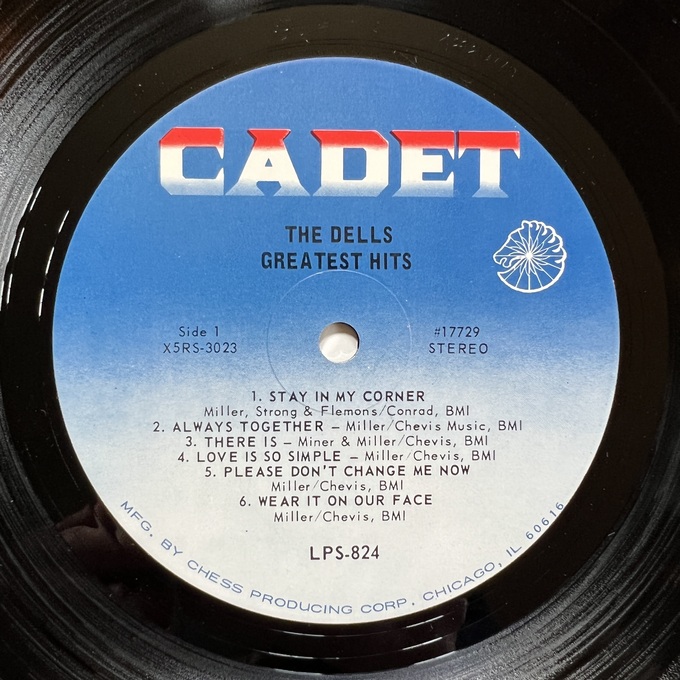 CADET
THE DELLS
GREATEST HITS
Side 1
X5RS-3023
#17729
STEREO
1. STAY IN MY CORNER
Miller, Strong & Flemons/Conrad, BMI
2. ALWAYS TOGETHER – Miller/Chevis Music, BMI
3. THERE IS – Miner & Miller/Chevis, BMI
4. LOVE IS SO SIMPLE – Miller/Chevis, BMI
5. PLEASE DON'T CHANGE ME NOW
Miller/Chevis, BMI
6. WEAR IT ON OUR FACE
Miller/Chevis, BMI
LPS-824
MFG. BY CHESS PRODUCING CORP. CHICAGO, IL 60616